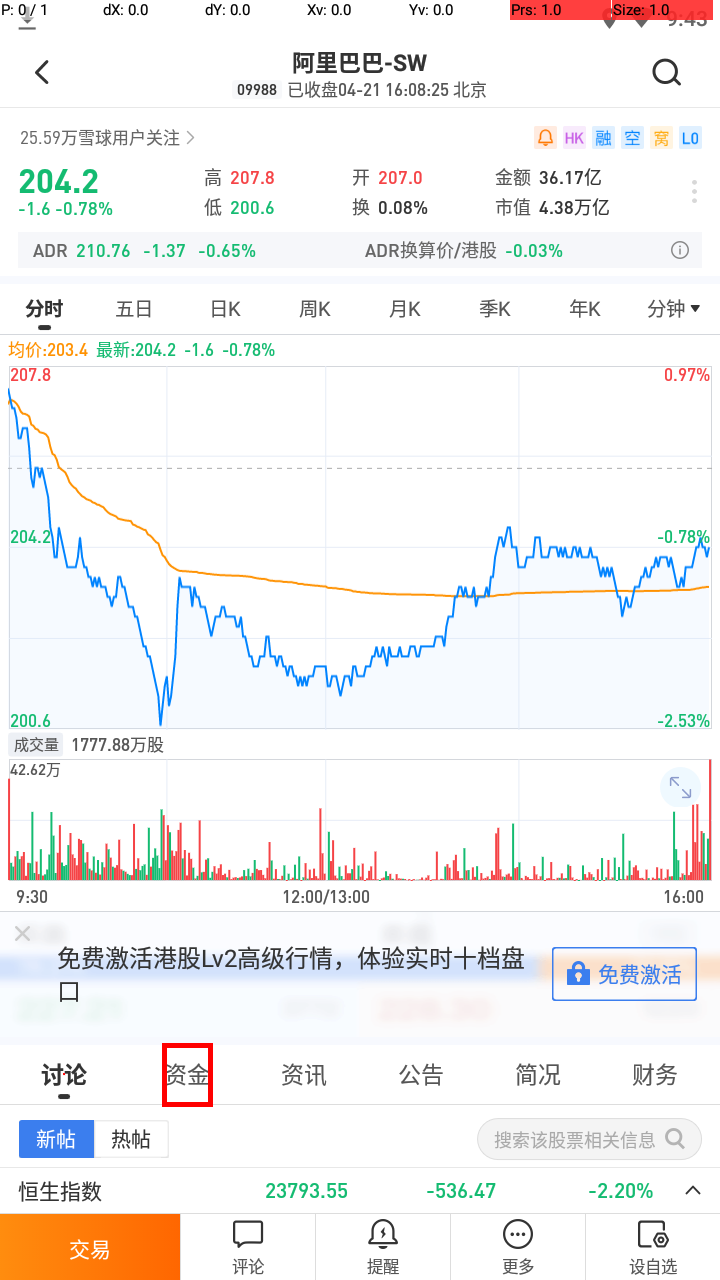 P: 0 / 1 dX: 0.0 dY: 0.0 Xv: 0.0 Yv: 0.0 Prs: 1.0 Size: 1.0
9:43
阿里巴巴-SW
09988 已收盘04-21 16:08:25 北京
25.59万雪球用户关注 HK 融 空 窝 L0
204.2 高 207.8 开 207.0 金额 36.17亿
-1.6 -0.78% 低 200.6 换 0.08% 市值 4.38万亿
ADR 210.76 -1.37 -0.65% ADR换算价/港股 -0.03%
分时 五日 日K 周K 月K 季K 年K 分钟
均价:203.4 最新:204.2 -1.6 -0.78%
207.8 0.97%
204.2 -0.78%
200.6 -2.53%
成交量 1777.88万股
42.62万
9:30 12:00/13:00 16:00
免费激活港股Lv2高级行情，体验实时十档盘
口
免费激活
讨论 资金 资讯 公告 简况 财务
新帖 热帖 搜索该股票相关信息
恒生指数 23793.55 -536.47 -2.20%
交易 评论 提醒 更多 设自选